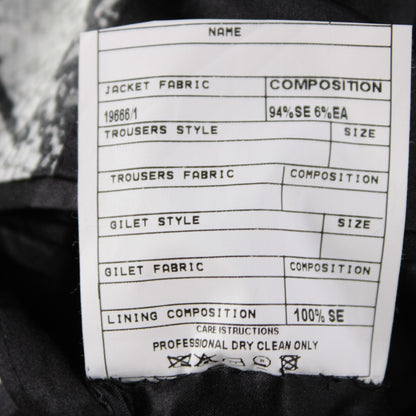 NAME
JACKET FABRIC COMPOSITION
19666/1 94%SE 6%EA
TROUSERS STYLE SIZE
TROUSERS FABRIC COMPOSITION
GILET STYLE SIZE
GILET FABRIC COMPOSITION
LINING COMPOSITION 100% SE
CARE ISTRUCTIONS
PROFESSIONAL DRY CLEAN ONLY